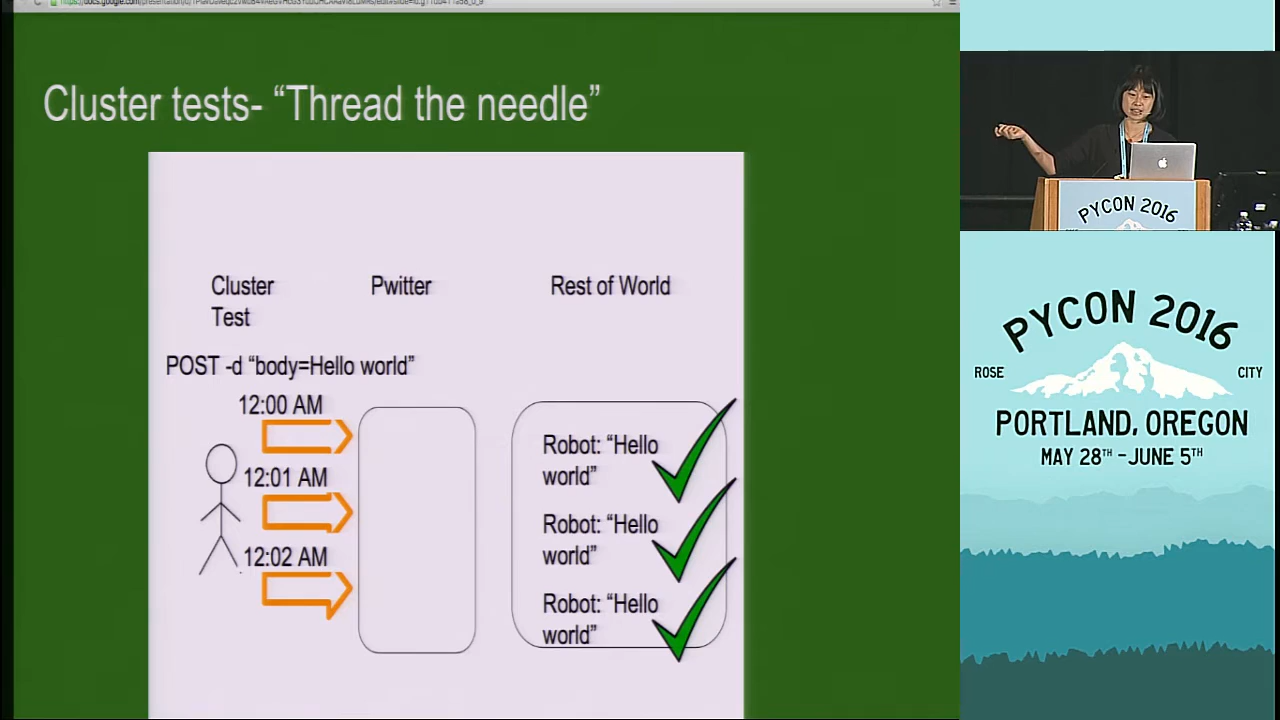 Cluster tests- “Thread the needle”
Cluster
Test
Pwitter
Rest of World
POST -d “body=Hello world”
12:00 AM
12:01 AM
12:02 AM
Robot: “Hello
world”
Robot: “Hello
world”
Robot: “Hello
world”
PYCON 2016
PYCON 2016
ROSE
CITY
PORTLAND, OREGON
MAY 28TH -JUNE 5TH